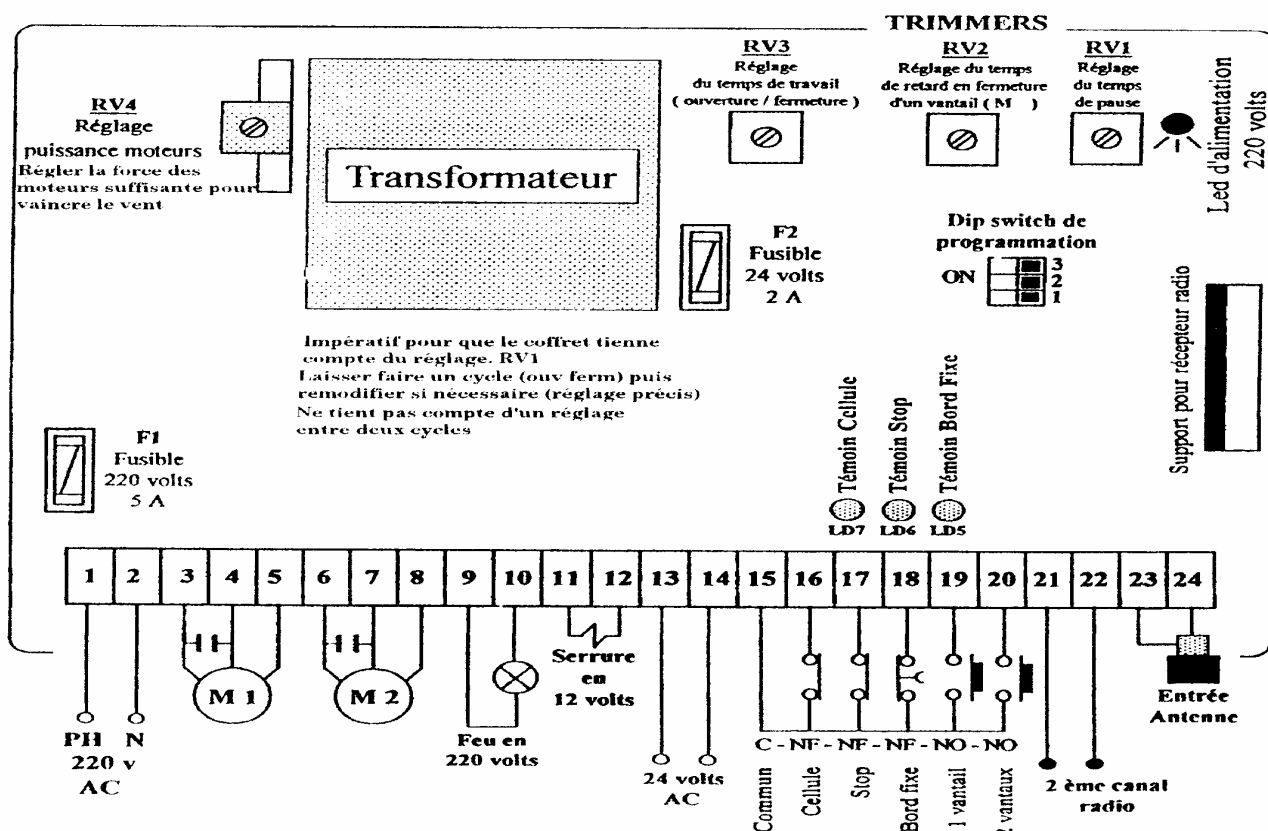 TRIMMERS
RV4
Réglage
puissance moteurs
Régler la force des
moteurs suffisante pour
vaincre le vent
Transformateur
RV3
Réglage
du temps de travail
( ouverture / fermeture )
RV2
Réglage du temps
de retard en fermeture
d'un vantail ( M )
RV1
Réglage
du temps
de pause
Led d'alimentation
220 volts
F2
Fusible
24 volts
2 A
Dip switch de
programmation
ON
3
2
1
Support pour récepteur radio
Impératif pour que le coffret tienne
compte du réglage. RV1
Laisser faire un cycle (ouv ferm) puis
remodifier si nécessaire (réglage précis)
Ne tient pas compte d'un réglage
entre deux cycles
F1
Fusible
220 volts
5 A
Témoin Cellule
Témoin Stop
Témoin Bord Fixe
LD7 LD6 LD5
1 2 3 4 5 6 7 8 9 10 11 12 13 14 15 16 17 18 19 20 21 22 23 24
PH N
220 v
AC
M 1
M 2
Feu en
220 volts
Serrure
en
12 volts
24 volts
AC
C - NF - NF - NF - NO - NO
Commun
Cellule
Stop
Bord fixe
1 vantail
2 vantaux
2 ème canal
radio
Entrée
Antenne